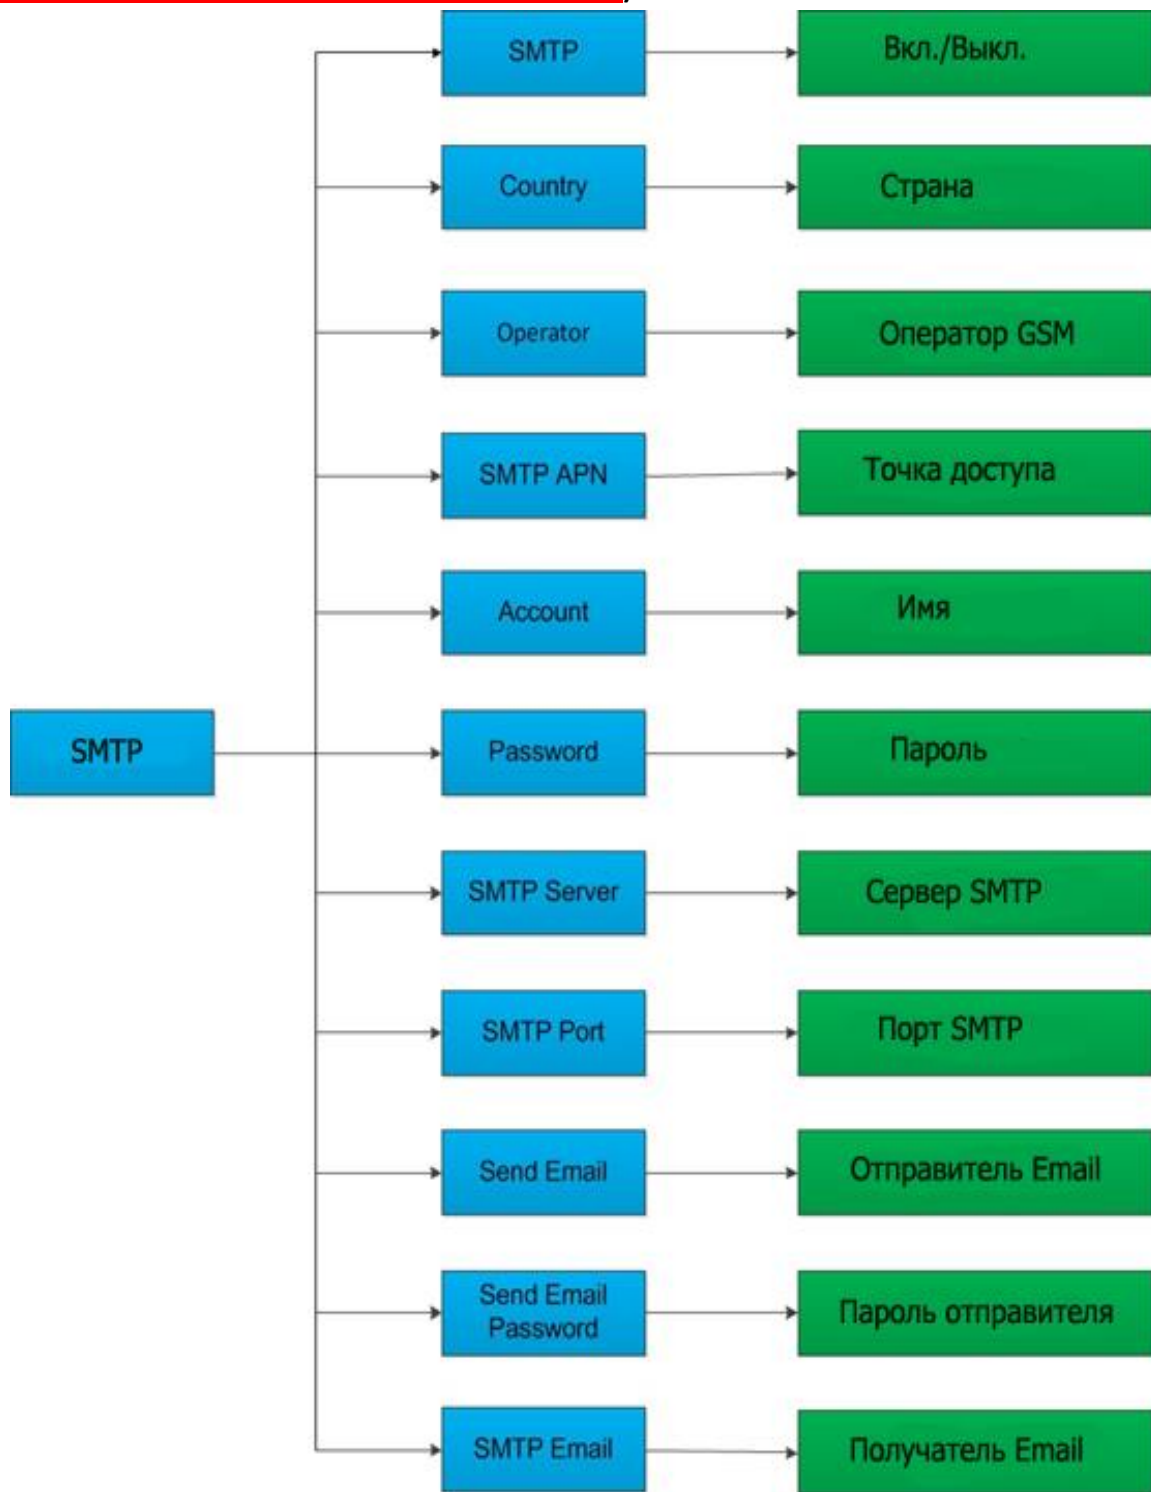 SMTP
Вкл./Выкл.
Country
Страна
Operator
Оператор GSM
SMTP APN
Точка доступа
Account
Имя
SMTP
Password
Пароль
SMTP Server
Сервер SMTP
SMTP Port
Порт SMTP
Send Email
Отправитель Email
Send Email
Password
Пароль отправителя
SMTP Email
Получатель Email